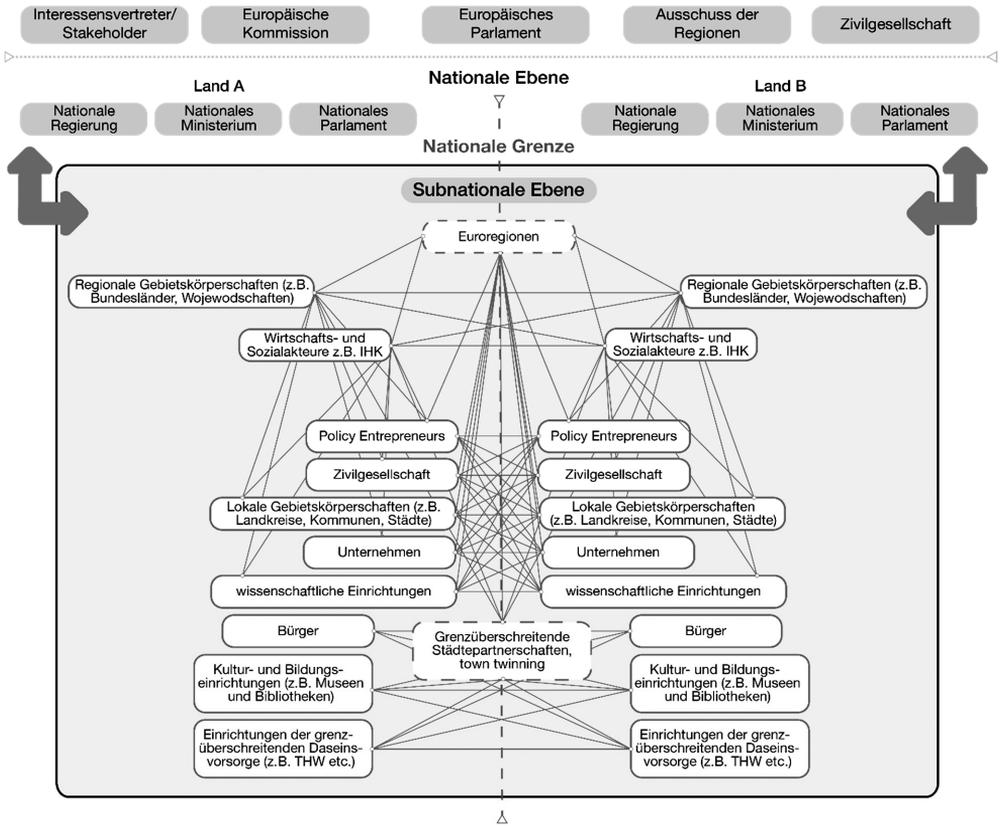 Interessensvertreter/
Stakeholder
Europäische
Kommission
Europäisches
Parlament
Ausschuss der
Regionen
Zivilgesellschaft
Nationale Ebene
Land A
Land B
Nationale
Regierung
Nationales
Ministerium
Nationales
Parlament
Nationale
Regierung
Nationales
Ministerium
Nationales
Parlament
Nationale Grenze
Subnationale Ebene
Euroregionen
Regionale Gebietskörperschaften (z.B.
Bundesländer, Wojewodschaften)
Regionale Gebietskörperschaften (z.B.
Bundesländer, Wojewodschaften)
Wirtschafts- und
Sozialakteure z.B. IHK
Wirtschafts- und
Sozialakteure z.B. IHK
Policy Entrepreneurs
Policy Entrepreneurs
Zivilgesellschaft
Zivilgesellschaft
Lokale Gebietskörperschaften (z.B.
Landkreise, Kommunen, Städte)
Lokale Gebietskörperschaften
(z.B. Landkreise, Kommunen, Städte)
Unternehmen
Unternehmen
wissenschaftliche Einrichtungen
wissenschaftliche Einrichtungen
Bürger
Grenzüberschreitende
Städtepartnerschaften,
town twinning
Bürger
Kultur- und Bildungs-
einrichtungen (z.B. Museen
und Bibliotheken)
Kultur- und Bildungs-
einrichtungen (z.B. Museen
und Bibliotheken)
Einrichtungen der grenz-
überschreitenden Daseins-
vorsorge (z.B. THW etc.)
Einrichtungen der grenz-
überschreitenden Daseins-
vorsorge (z.B. THW etc.)